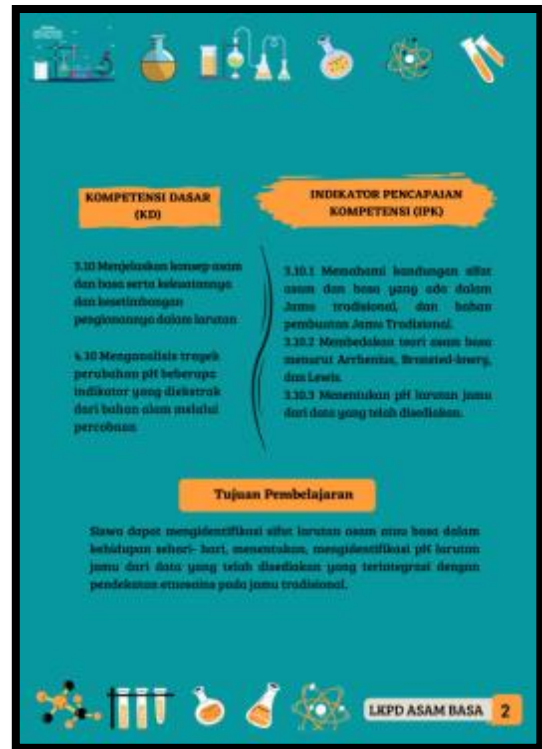 KOMPETENSI DASAR
(KD)
3.10 Menjelaskan konsep asam
dan basa serta kekuatannya
dan kesetimbangan
pengionannya dalam larutan
4.10 Menganalisis trayek
perubahan pH beberapa
indikator yang diekstrak
dari bahan alam melalui
percobaan
INDIKATOR PENCAPAIAN
KOMPETENSI (IPK)
3.10.1 Memahami kandungan sifat
asam dan basa yang ada dalam
Jamu tradisional, dan bahan
pembuatan Jamu Tradisional.
3.10.2 Membedakan teori asam basa
menurut Arrhenius, Bronsted-lowry,
dan Lewis.
3.10.3 Menentukan pH larutan jamu
dari data yang telah disediakan.
Tujuan Pembelajaran
Siswa dapat mengidentifikasi sifat larutan asam atau basa dalam
kehidupan sehari- hari, menentukan, mengidentifikasi pH larutan
jamu dari data yang telah disediakan yang terintegrasi dengan
pendekatan etnosains pada jamu tradisional.
LKPD ASAM BASA 2